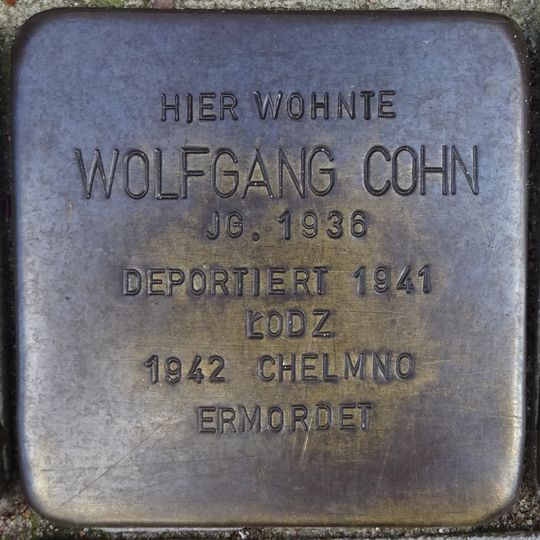 HIER WOHNTE
WOLFGANG COHN
JG. 1936
DEPORTIERT 1941
ŁODZ
1942 CHELMNO
ERMORDET